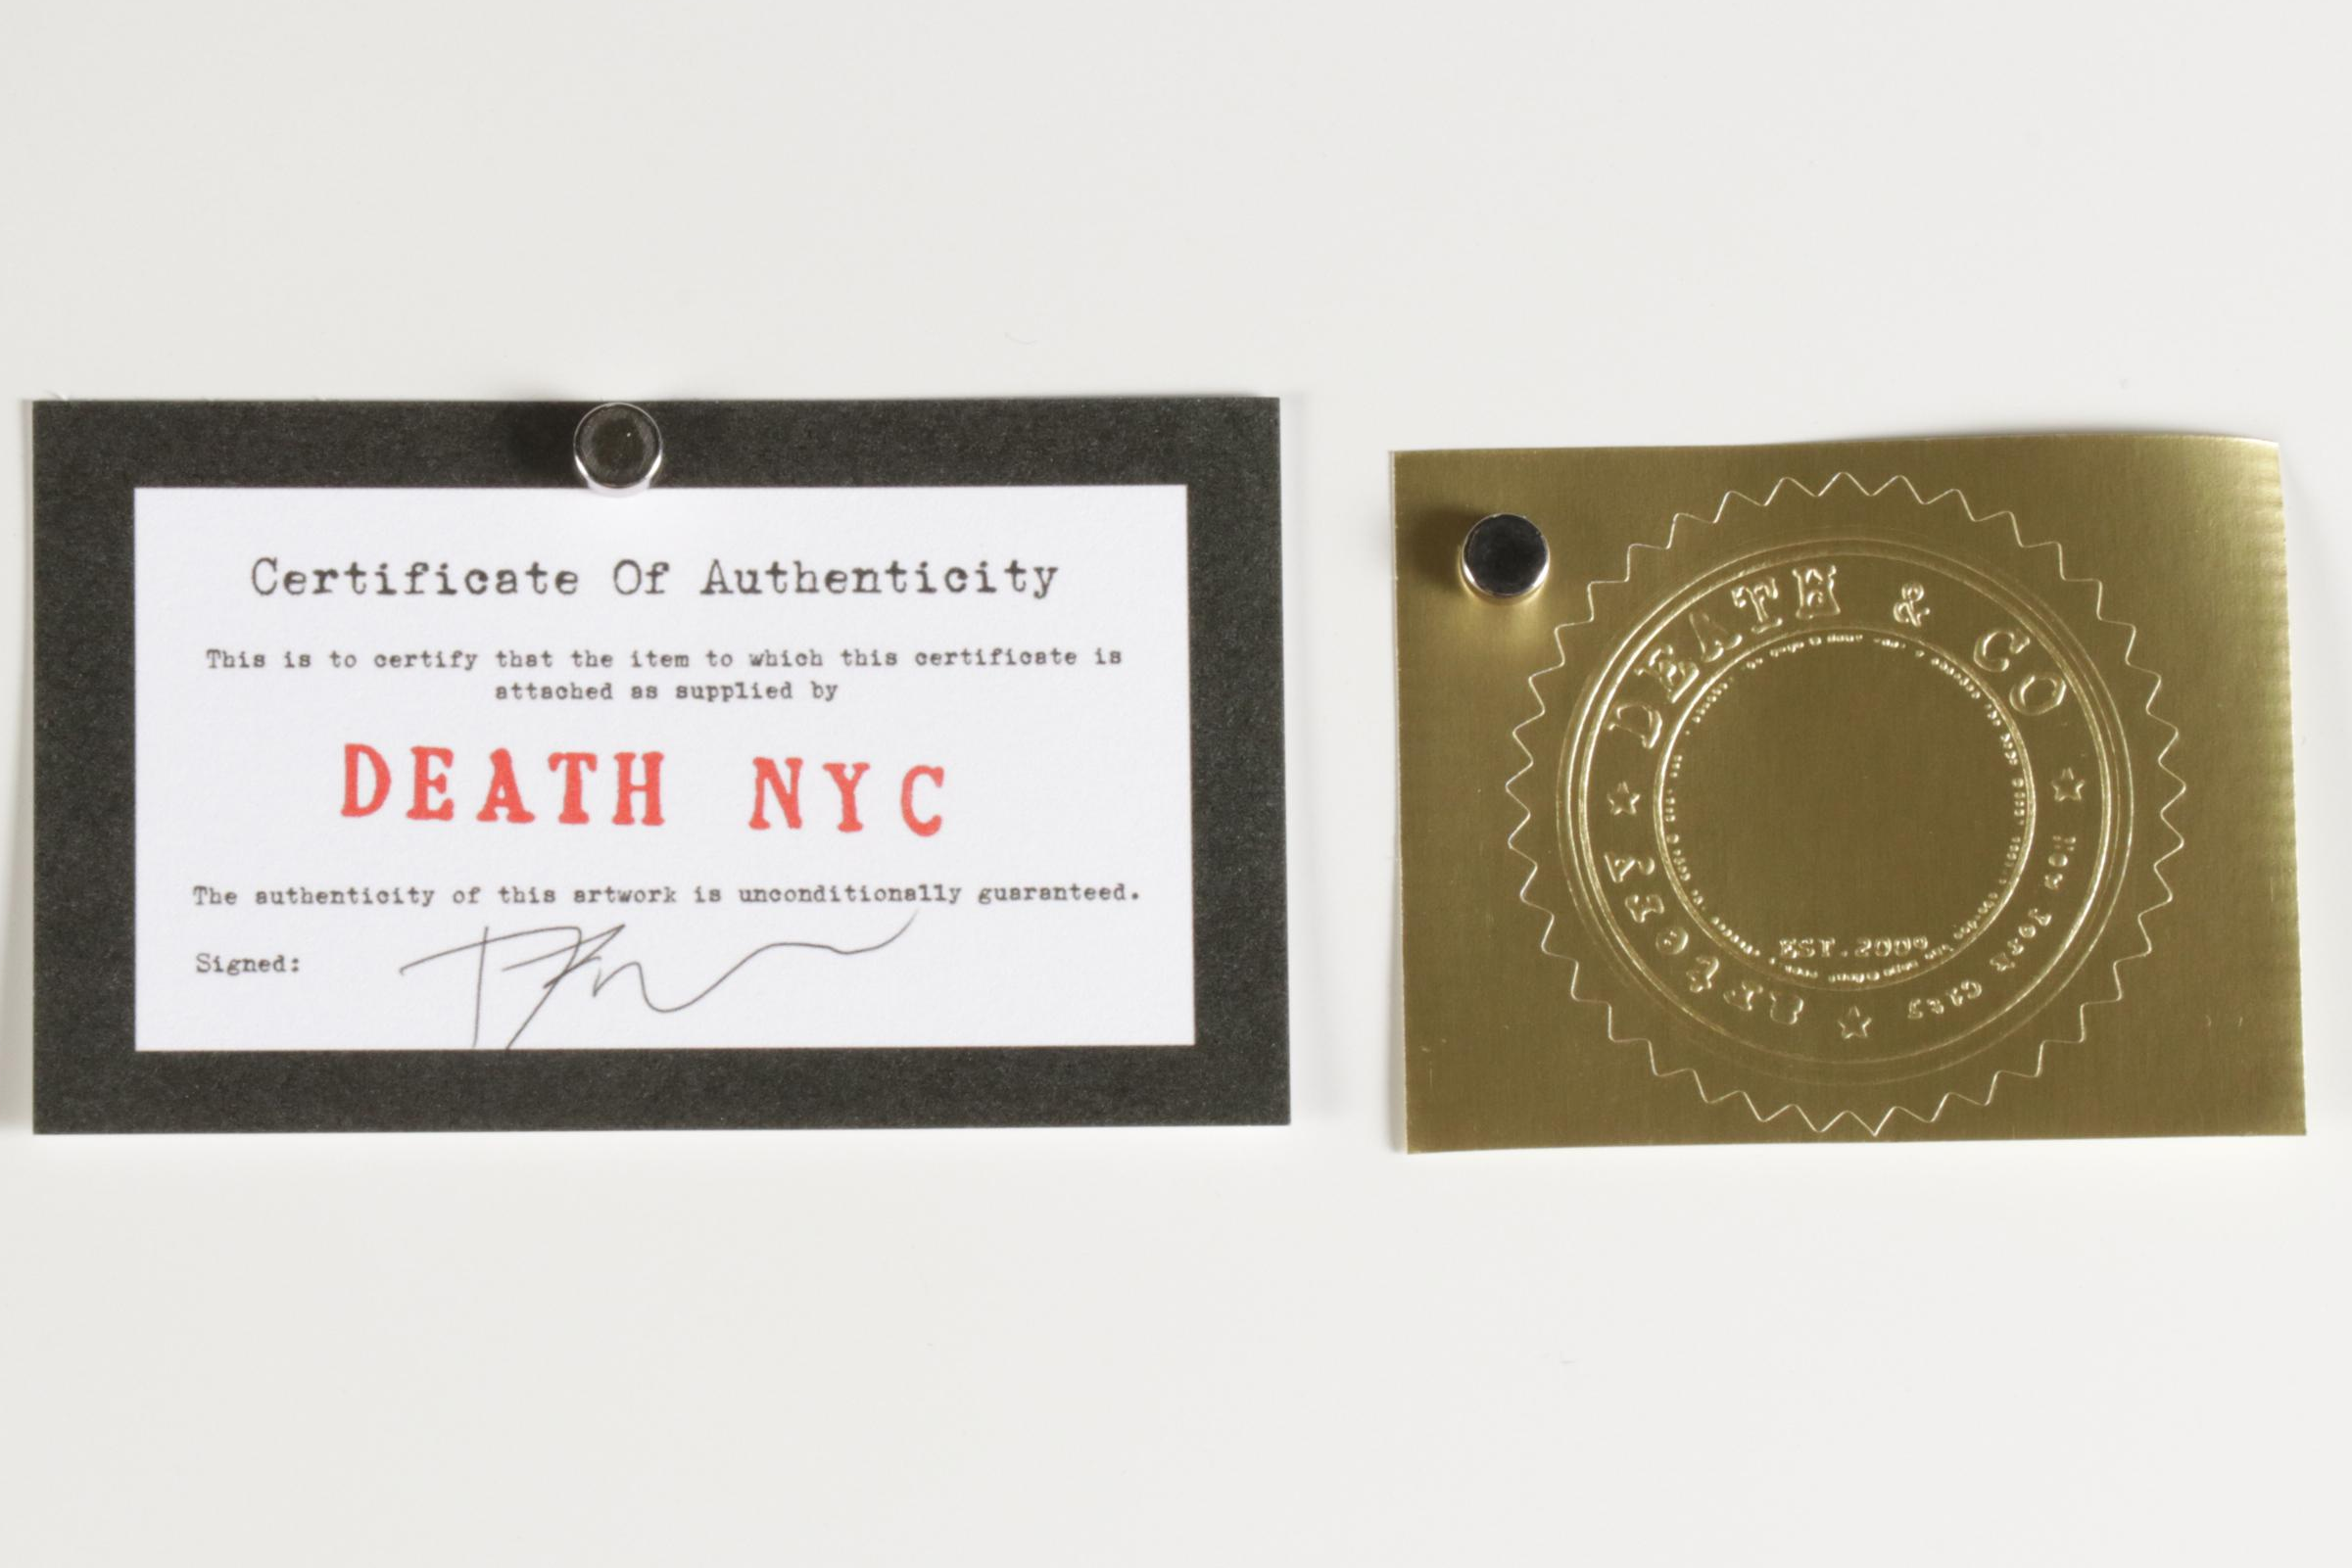 Certificate Of Authenticity
This is to certify that the item to which this certificate is
attached as supplied by
DEATH NYC
The authenticity of this artwork is unconditionally guaranteed.
Signed:
DEATH & CO
EST.2009